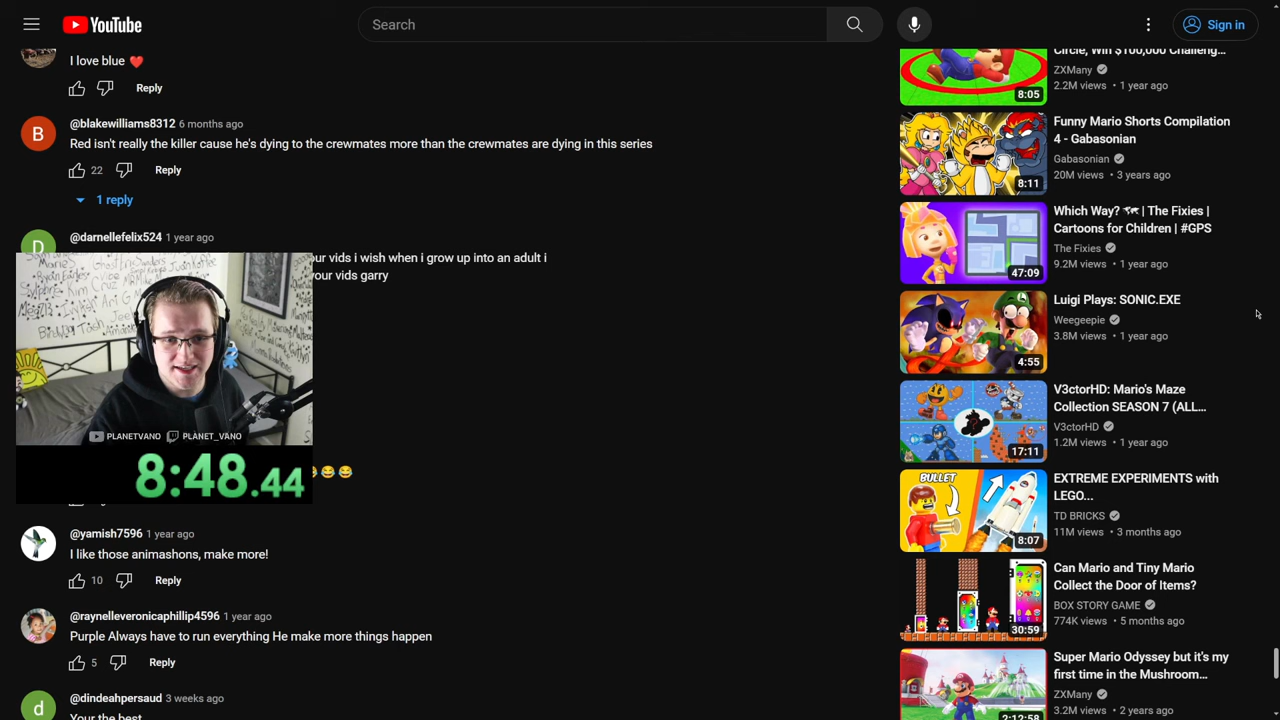 YouTube
Search
Sign in
I love blue ❤️
Reply
B
@blakewilliams8312 6 months ago
Red isn't really the killer cause he's dying to the crewmates more than the crewmates are dying in this series
22
Reply
1 reply
D
@darnellefelix524 1 year ago
our vids i wish when i grow up into an adult i
your vids garry
PLANETVANO
PLANET_VANO
8:48.44
😂😂
@yamish7596 1 year ago
I like those animashons, make more!
10
Reply
@raynelleveronicaphillip4596 1 year ago
Purple Always have to run everything He make more things happen
5
Reply
d
@dindeahpersaud 3 weeks ago
Your the best
Circle, Win $100,000 Challeng...
ZXMany
2.2M views • 1 year ago
8:05
Funny Mario Shorts Compilation
4 - Gabasonian
Gabasonian
20M views • 3 years ago
8:11
Which Way? 🗺 | The Fixies |
Cartoons for Children | #GPS
The Fixies
9.2M views • 1 year ago
47:09
Luigi Plays: SONIC.EXE
Weegeepie
3.8M views • 1 year ago
4:55
V3ctorHD: Mario's Maze
Collection SEASON 7 (ALL...
V3ctorHD
1.2M views • 1 year ago
17:11
EXTREME EXPERIMENTS with
LEGO...
TD BRICKS
11M views • 3 months ago
BULLET
8:07
Can Mario and Tiny Mario
Collect the Door of Items?
BOX STORY GAME
774K views • 5 months ago
30:59
Super Mario Odyssey but it's my
first time in the Mushroom...
ZXMany
3.2M views • 2 years ago
2:12:58